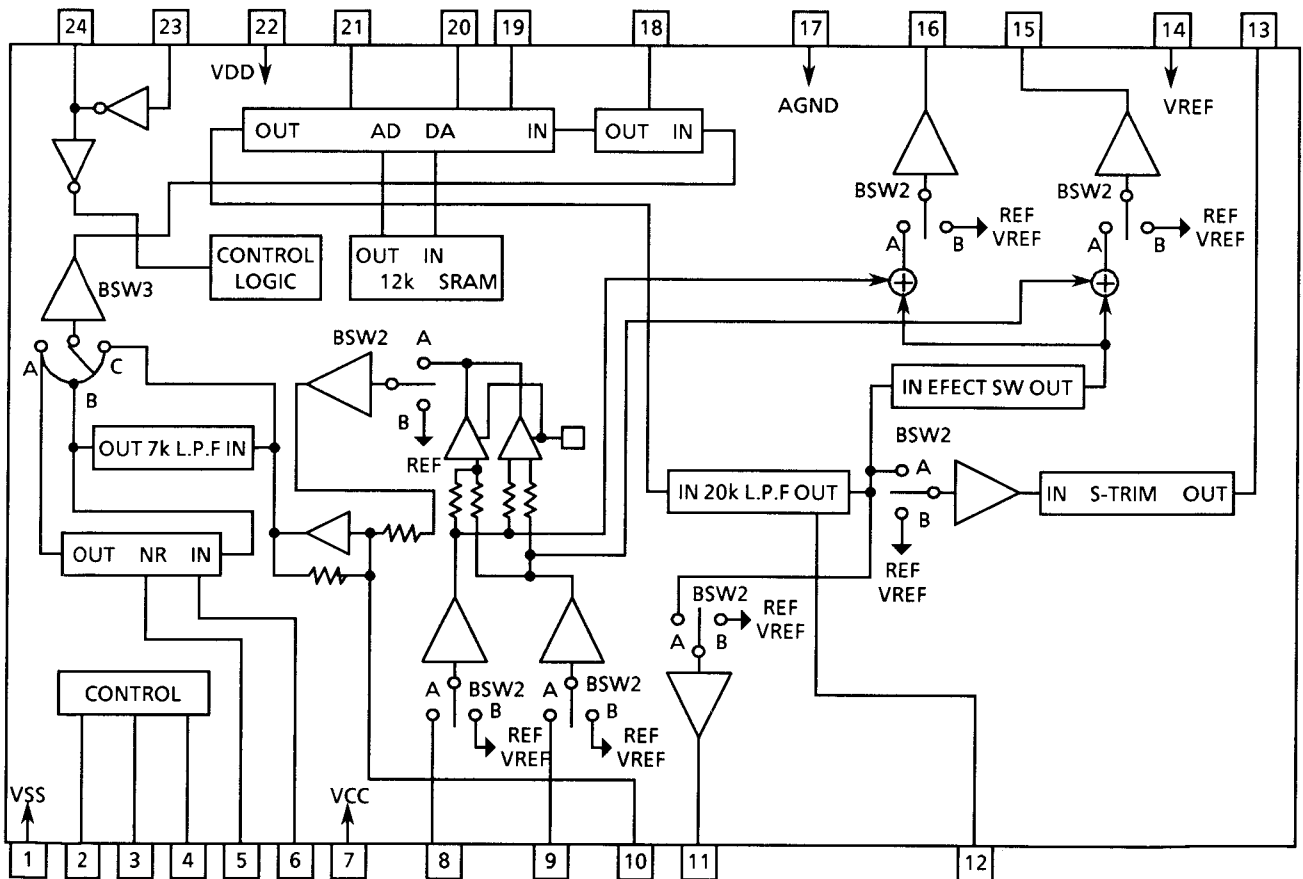 24 23 22 21 20 19 18 17 16 15 14 13
VDD
AGND
VREF
OUT AD DA IN
OUT IN
BSW2
BSW2
REF
VREF
A
B
REF
VREF
A
B
CONTROL
LOGIC
OUT IN
12k SRAM
BSW3
A
B
C
BSW2
A
B
REF
IN EFECT SW OUT
OUT 7k L.P.F IN
BSW2
A
B
REF
VREF
IN 20k L.P.F OUT
IN S-TRIM OUT
OUT NR IN
BSW2
A
B
REF
VREF
CONTROL
A
BSW2
B
REF
VREF
A
BSW2
B
REF
VREF
VSS
VCC
1 2 3 4 5 6 7 8 9 10 11 12